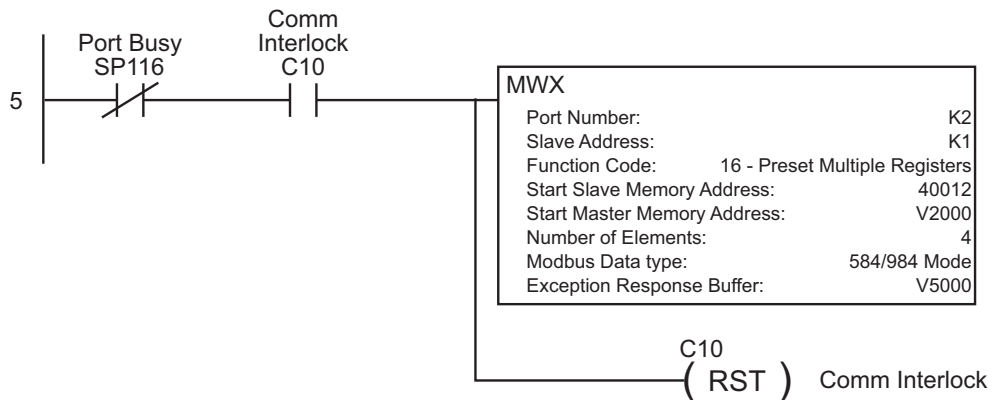 Comm
Interlock
C10
Port Busy
SP116
5
MWX
Port Number: K2
Slave Address: K1
Function Code: 16 - Preset Multiple Registers
Start Slave Memory Address: 40012
Start Master Memory Address: V2000
Number of Elements: 4
Modbus Data type: 584/984 Mode
Exception Response Buffer: V5000
C10
( RST ) Comm Interlock